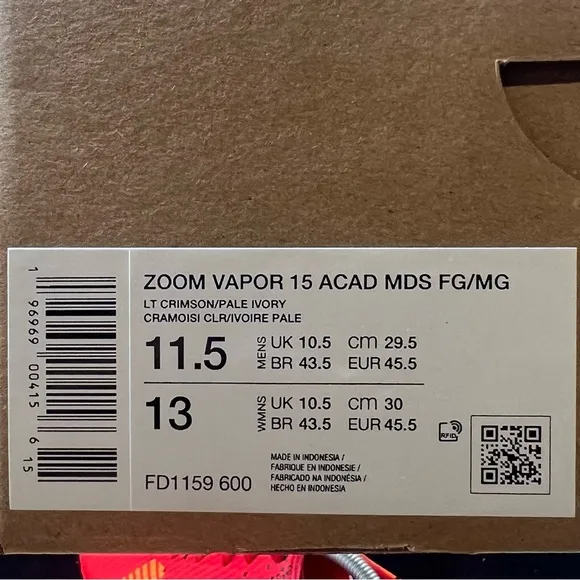 ZOOM VAPOR 15 ACAD MDS FG/MG
LT CRIMSON/PALE IVORY
CRAMOISI CLR/IVOIRE PALE
11.5 MENS UK 10.5 CM 29.5
BR 43.5 EUR 45.5
13 WMNS UK 10.5 CM 30
BR 43.5 EUR 45.5
RFID
FD1159 600
MADE IN INDONESIA /
FABRIQUE EN INDONESIE /
FABRICADO NA INDONÉSIA /
HECHO EN INDONESIA
1 96969 00415 6 15